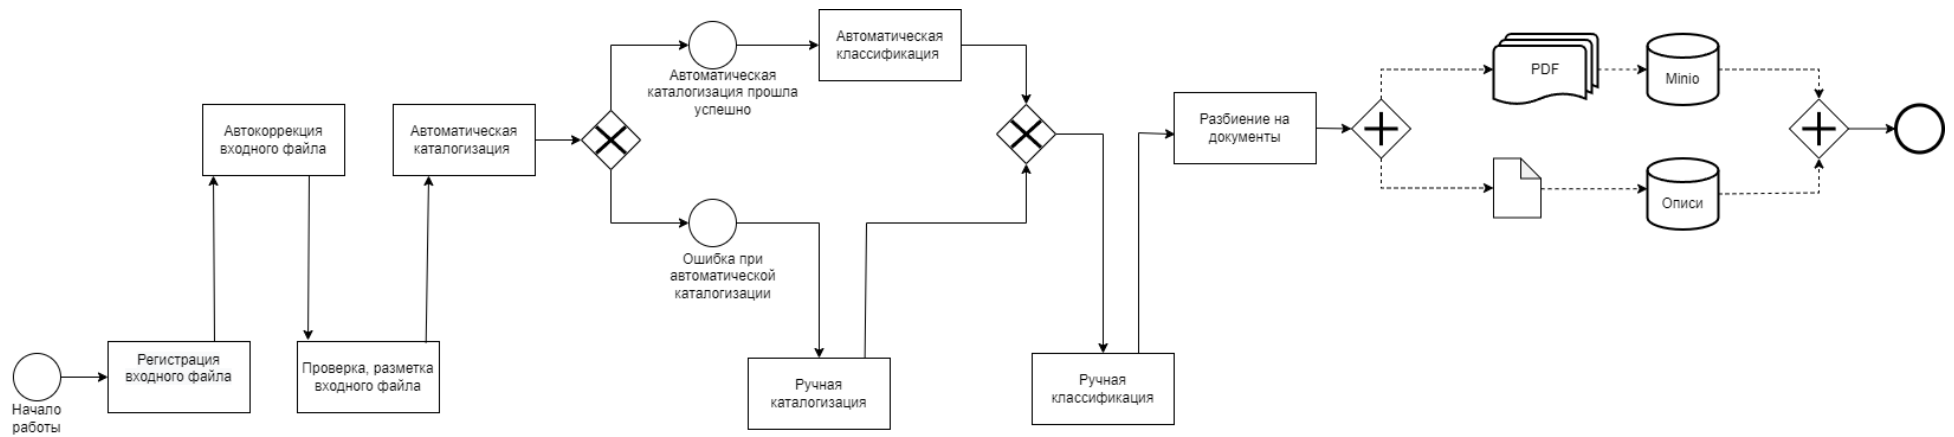 Начало
работы
Регистрация
входного файла
Автокоррекция
входного файла
Проверка, разметка
входного файла
Автоматическая
каталогизация
Автоматическая
каталогизация прошла
успешно
Автоматическая
классификация
Ошибка при
автоматической
каталогизации
Ручная
каталогизация
Ручная
классификация
Разбиение на
документы
PDF
Minio
Описи